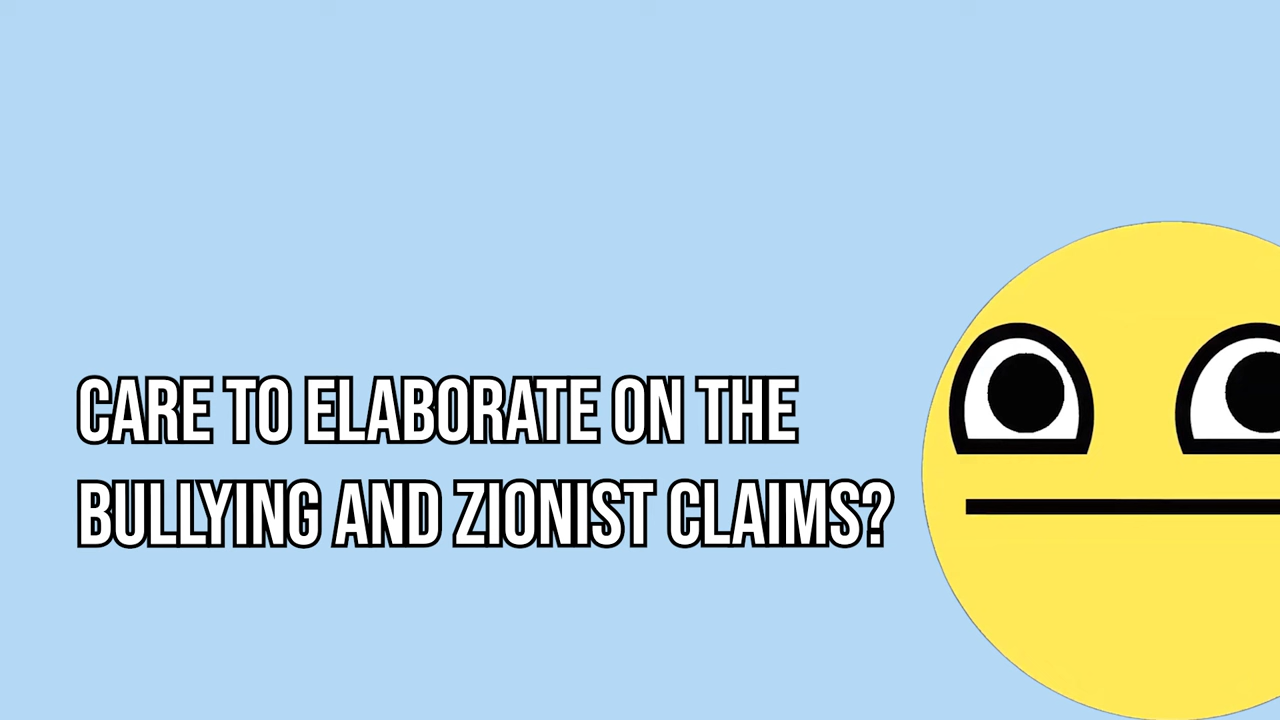 CARE TO ELABORATE ON THE
BULLYING AND ZIONIST CLAIMS?